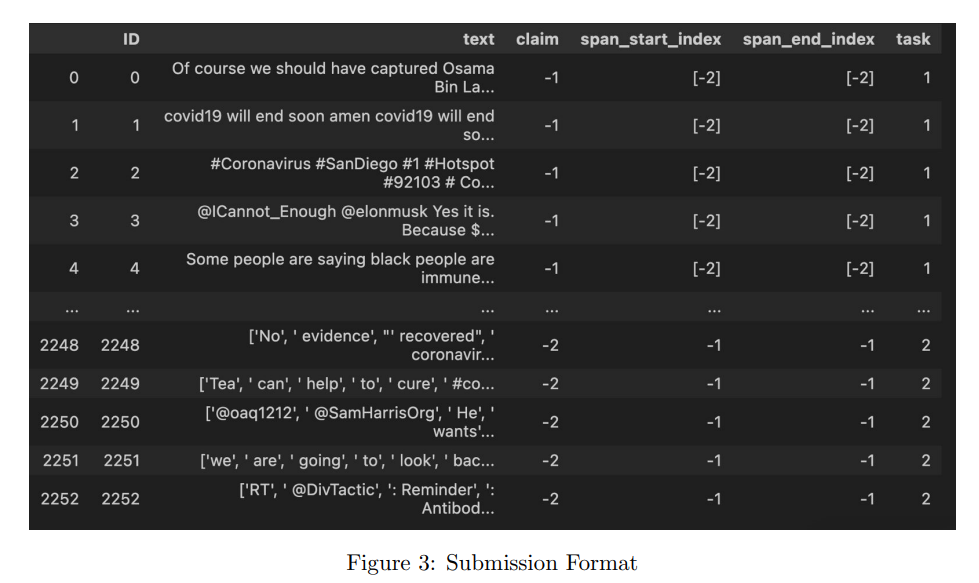 ID text claim span_start_index span_end_index task
0 0 Of course we should have captured Osama Bin La... -1 [-2] [-2] 1
1 1 covid19 will end soon amen covid19 will end so... -1 [-2] [-2] 1
2 2 #Coronavirus #SanDiego #1 #Hotspot #92103 # Co... -1 [-2] [-2] 1
3 3 @ICannot_Enough @elonmusk Yes it is. Because $... -1 [-2] [-2] 1
4 4 Some people are saying black people are immune... -1 [-2] [-2] 1
... ... ... ... ... ... ...
2248 2248 ['No', ' evidence', "' recovered", ' coronavir... -2 -1 -1 2
2249 2249 ['Tea', ' can', ' help', ' to', ' cure', ' #co... -2 -1 -1 2
2250 2250 ['@oaq1212', ' @SamHarrisOrg', ' He', ' wants'... -2 -1 -1 2
2251 2251 ['we', ' are', ' going', ' to', ' look', ' bac... -2 -1 -1 2
2252 2252 ['RT', ' @DivTactic', ': Reminder', ': Antibod... -2 -1 -1 2
Figure 3: Submission Format